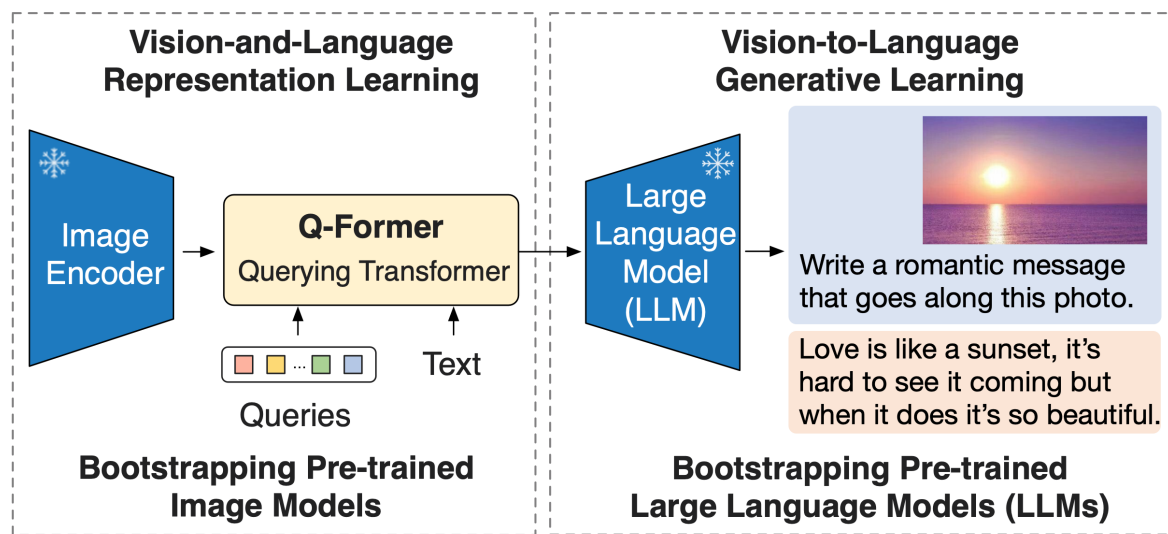 Vision-and-Language
Representation Learning
Image
Encoder
Q-Former
Querying Transformer
...
Queries
Text
Bootstrapping Pre-trained
Image Models
Vision-to-Language
Generative Learning
Large
Language
Model
(LLM)
Write a romantic message
that goes along this photo.
Love is like a sunset, it's
hard to see it coming but
when it does it's so beautiful.
Bootstrapping Pre-trained
Large Language Models (LLMs)